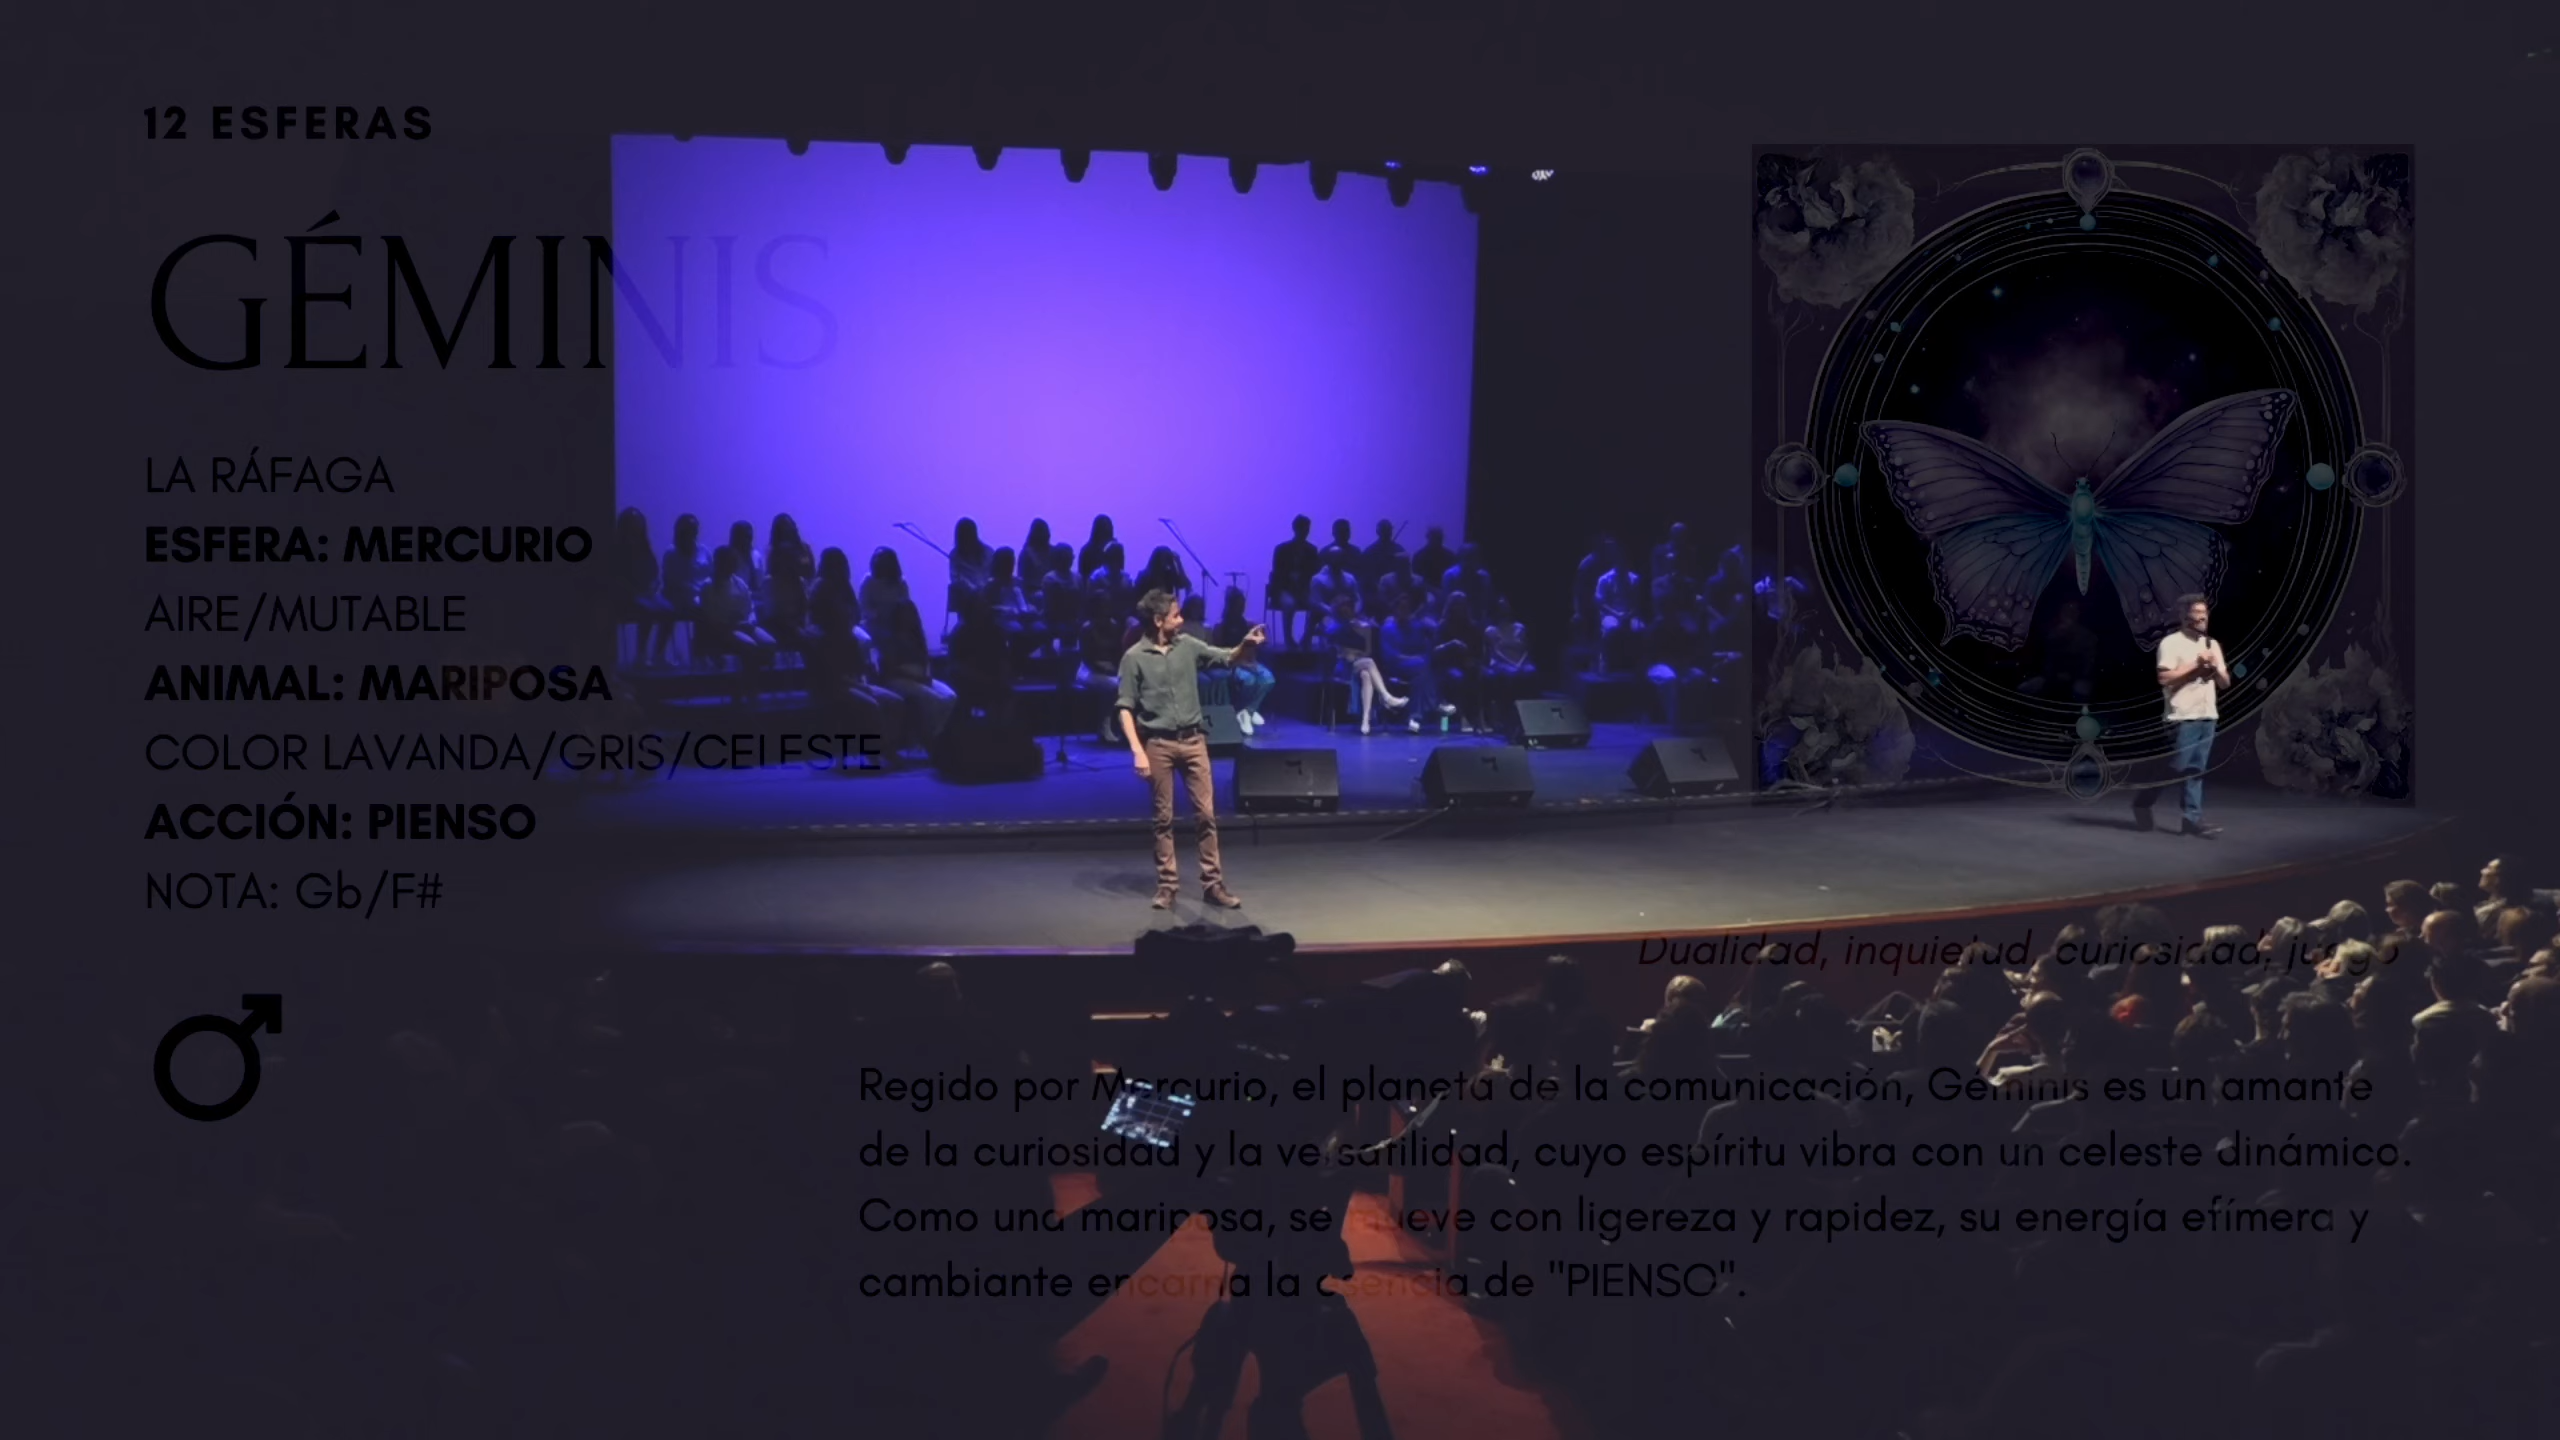 12 ESFERAS
GÉMINIS
LA RÁFAGA
ESFERA: MERCURIO
AIRE/MUTABLE
ANIMAL: MARIPOSA
COLOR LAVANDA/GRIS/CELESTE
ACCIÓN: PIENSO
NOTA: Gb/F#
Dualidad, inquietud, curiosidad, juego
Regido por Mercurio, el planeta de la comunicación, Géminis es un amante
de la curiosidad y la versatilidad, cuyo espíritu vibra con un celeste dinámico.
Como una mariposa, se mueve con ligereza y rapidez, su energía efímera y
cambiante encarna la esencia de "PIENSO".